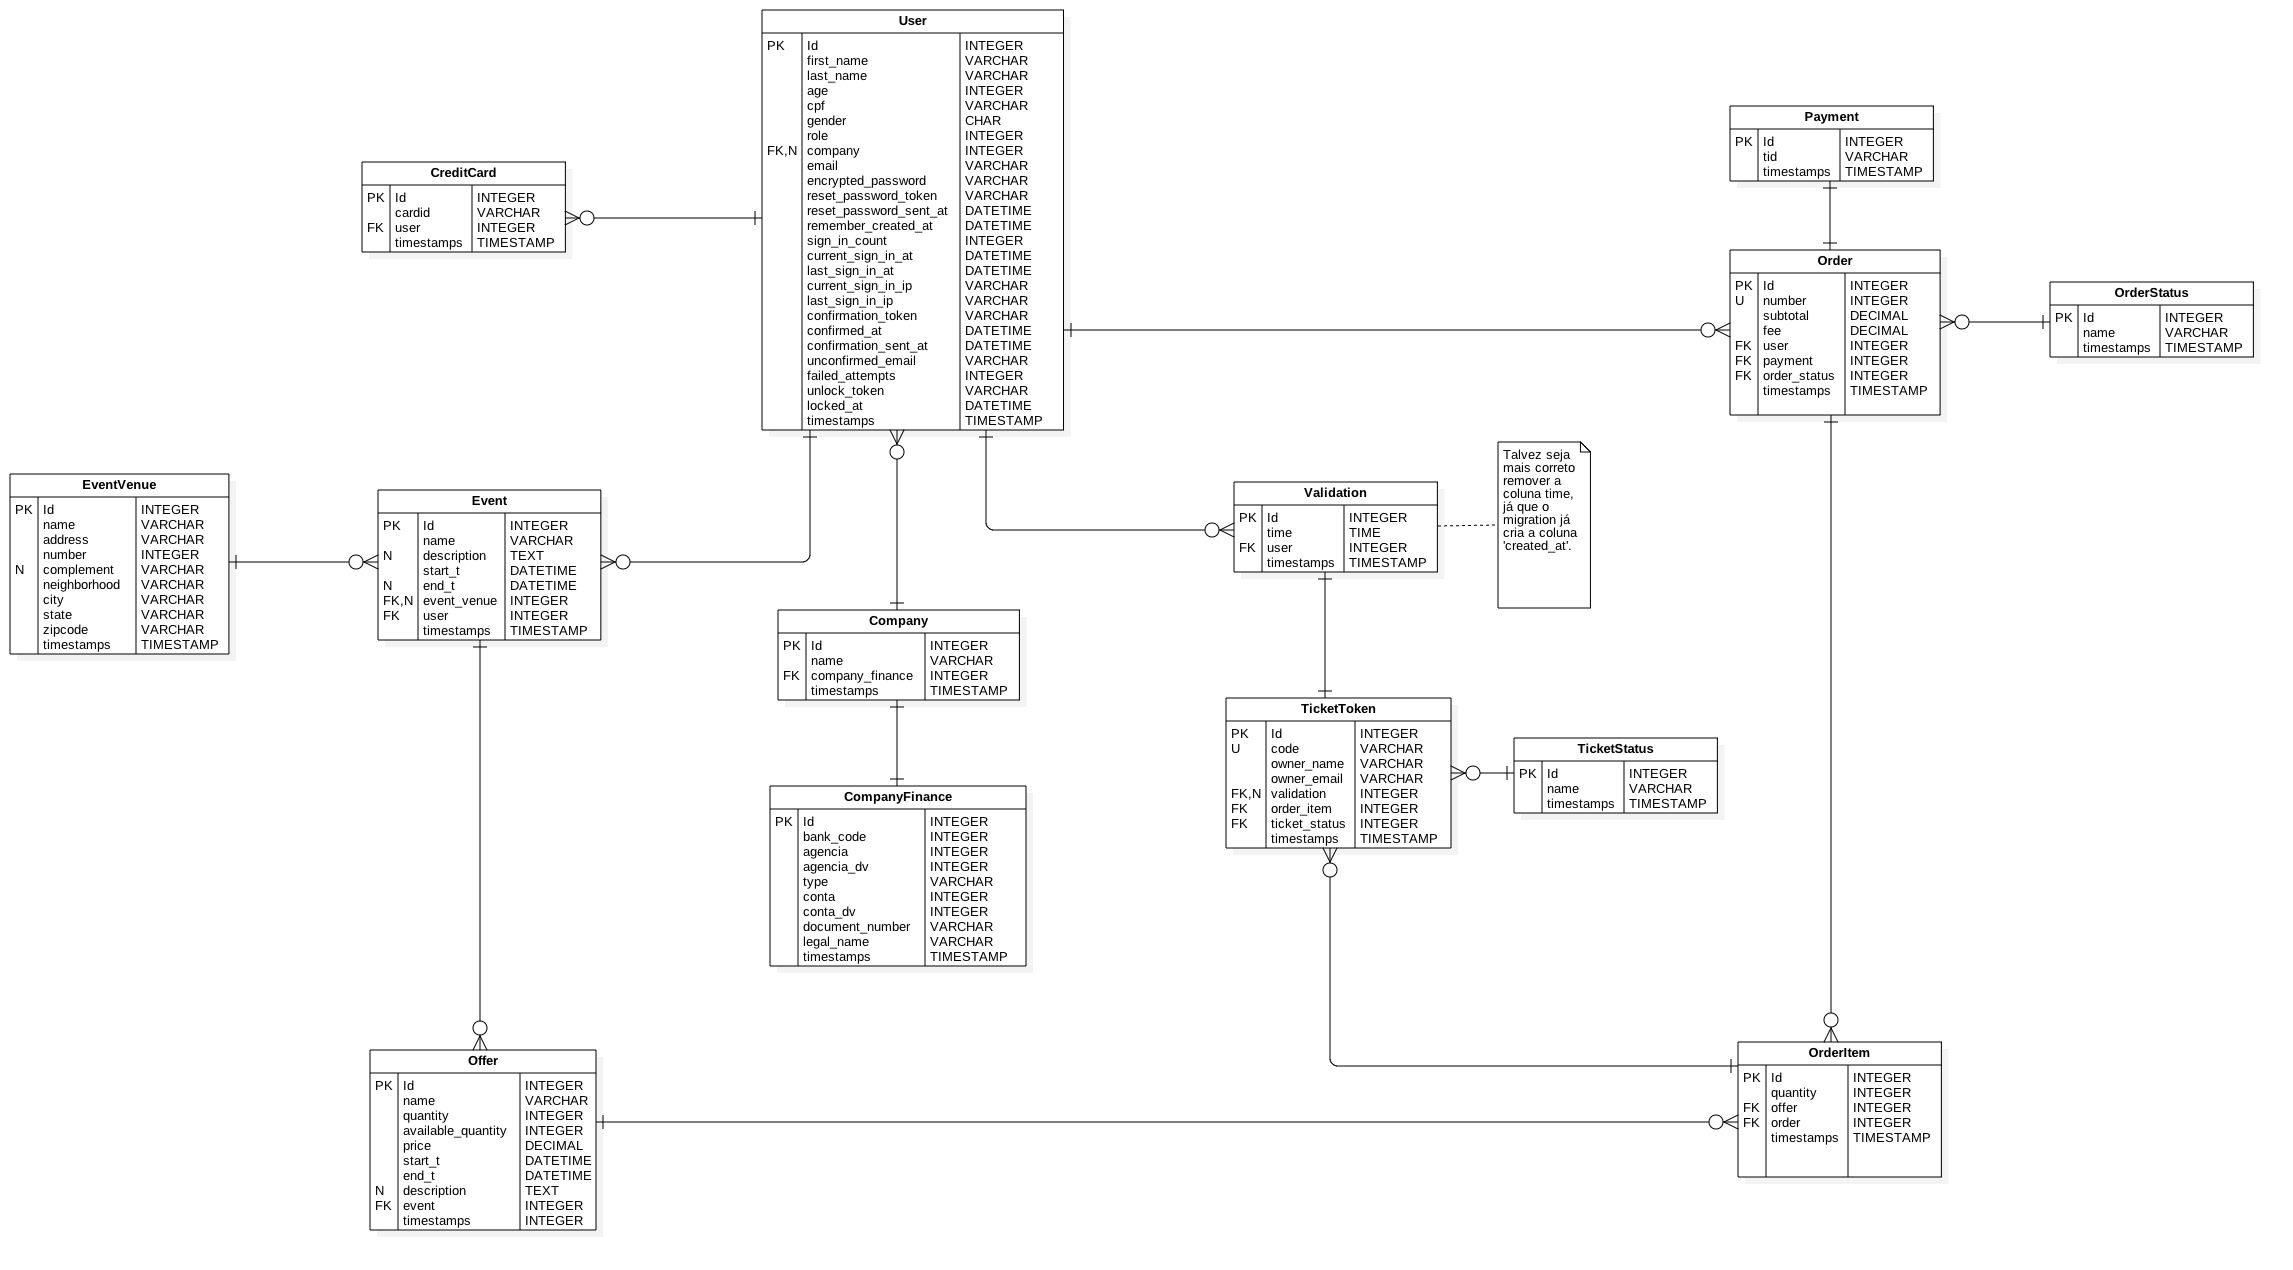 User
PK Id INTEGER
first_name VARCHAR
last_name VARCHAR
age INTEGER
cpf VARCHAR
gender CHAR
role INTEGER
FK,N company INTEGER
email VARCHAR
encrypted_password VARCHAR
reset_password_token VARCHAR
reset_password_sent_at DATETIME
remember_created_at DATETIME
sign_in_count INTEGER
current_sign_in_at DATETIME
last_sign_in_at DATETIME
current_sign_in_ip VARCHAR
last_sign_in_ip VARCHAR
confirmation_token VARCHAR
confirmed_at DATETIME
confirmation_sent_at DATETIME
unconfirmed_email VARCHAR
failed_attempts INTEGER
unlock_token VARCHAR
locked_at DATETIME
timestamps TIMESTAMP
Payment
PK Id INTEGER
tid VARCHAR
timestamps TIMESTAMP
CreditCard
PK Id INTEGER
cardid VARCHAR
FK user INTEGER
timestamps TIMESTAMP
Order
PK Id INTEGER
U number INTEGER
subtotal DECIMAL
fee DECIMAL
FK user INTEGER
FK payment INTEGER
FK order_status INTEGER
timestamps TIMESTAMP
OrderStatus
PK Id INTEGER
name VARCHAR
timestamps TIMESTAMP
EventVenue
PK Id INTEGER
name VARCHAR
address VARCHAR
number INTEGER
N complement VARCHAR
neighborhood VARCHAR
city VARCHAR
state VARCHAR
zipcode VARCHAR
timestamps TIMESTAMP
Event
PK Id INTEGER
name VARCHAR
N description TEXT
start_t DATETIME
N end_t DATETIME
FK,N event_venue INTEGER
FK user INTEGER
timestamps TIMESTAMP
Validation
PK Id INTEGER
time TIME
FK user INTEGER
timestamps TIMESTAMP
Talvez seja
mais correto
remover a
coluna time,
já que o
migration já
cria a coluna
'created_at'.
Company
PK Id INTEGER
name VARCHAR
FK company_finance INTEGER
timestamps TIMESTAMP
TicketToken
PK Id INTEGER
U code VARCHAR
owner_name VARCHAR
owner_email VARCHAR
FK,N validation INTEGER
FK order_item INTEGER
FK ticket_status INTEGER
timestamps TIMESTAMP
TicketStatus
PK Id INTEGER
name VARCHAR
timestamps TIMESTAMP
CompanyFinance
PK Id INTEGER
bank_code INTEGER
agencia INTEGER
agencia_dv INTEGER
type VARCHAR
conta INTEGER
conta_dv INTEGER
document_number VARCHAR
legal_name VARCHAR
timestamps TIMESTAMP
Offer
PK Id INTEGER
name VARCHAR
quantity INTEGER
available_quantity INTEGER
price DECIMAL
start_t DATETIME
end_t DATETIME
N description TEXT
FK event INTEGER
timestamps INTEGER
OrderItem
PK Id INTEGER
quantity INTEGER
FK offer INTEGER
FK order INTEGER
timestamps TIMESTAMP